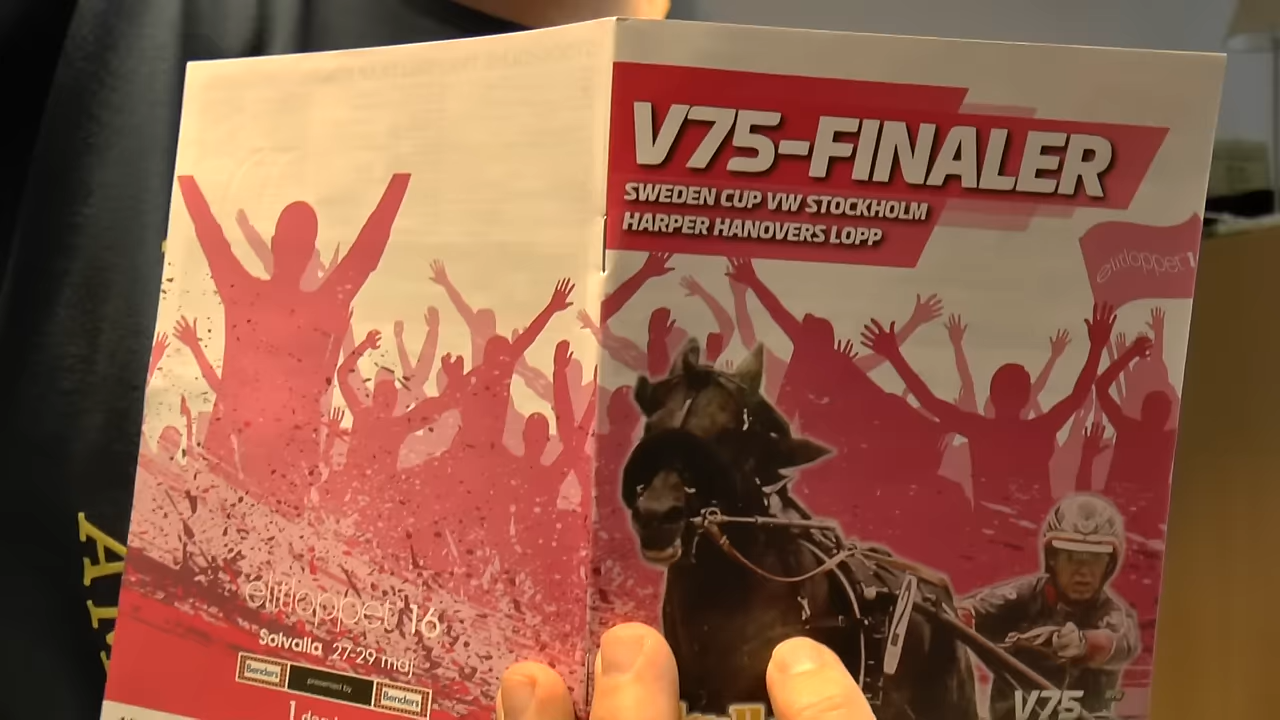 V75-FINALER
SWEDEN CUP VW STOCKHOLM
HARPER HANOVERS LOPP
elitloppet 1
elitloppet 16
Solvalla 27-29 maj
Benders presented by Benders
V75